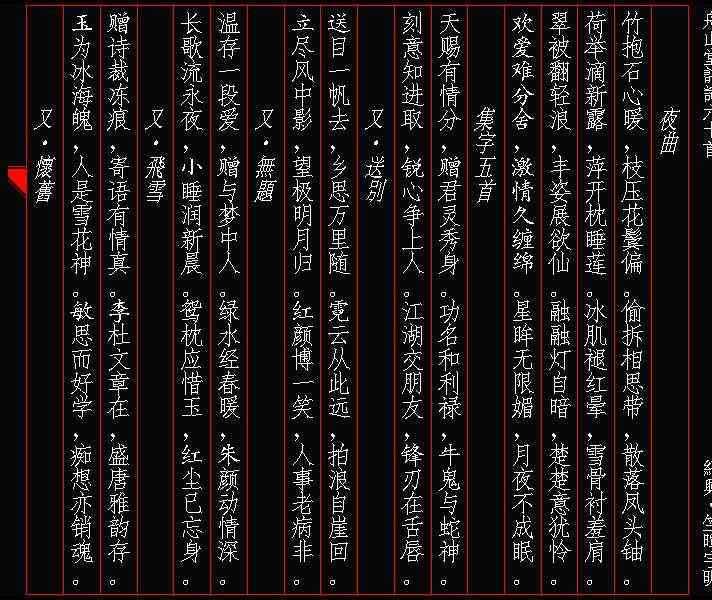 夜曲
竹抱石心暖，枝压花鬓偏。偷拆相思带，散落凤头铀。
荷举滴新露，萍开枕睡莲。冰肌褪红晕，雪骨衬羞肩。
翠被翻轻浪，丰姿展欲仙。融融灯自暗，楚楚意犹怜。
欢爱难分舍，激情久缠绵。星眸无限媚，月夜不成眠。
集字五首
天赐有情分，赠君灵秀身。功名和利禄，牛鬼与蛇神。
刻意知进取，锐心争上人。江湖交朋友，锋刃在舌唇。
又·送别
送目一帆去，乡思万里随。霓云从此远，拍浪自崖回。
立尽风中影，望极明月归。红颜博一笑，人事老病非。
又·無題
温存一段爱，赠与梦中人。绿水经春暖，朱颜动情深。
长歌流永夜，小睡润新晨。鸳枕应惜玉，红尘已忘身。
又·飛雪
赠诗裁冻痕，寄语有情真。李杜文章在，盛唐雅韵存。
玉为冰海魄，人是雪花神。敏思而好学，痴想亦销魂。
又·懷舊